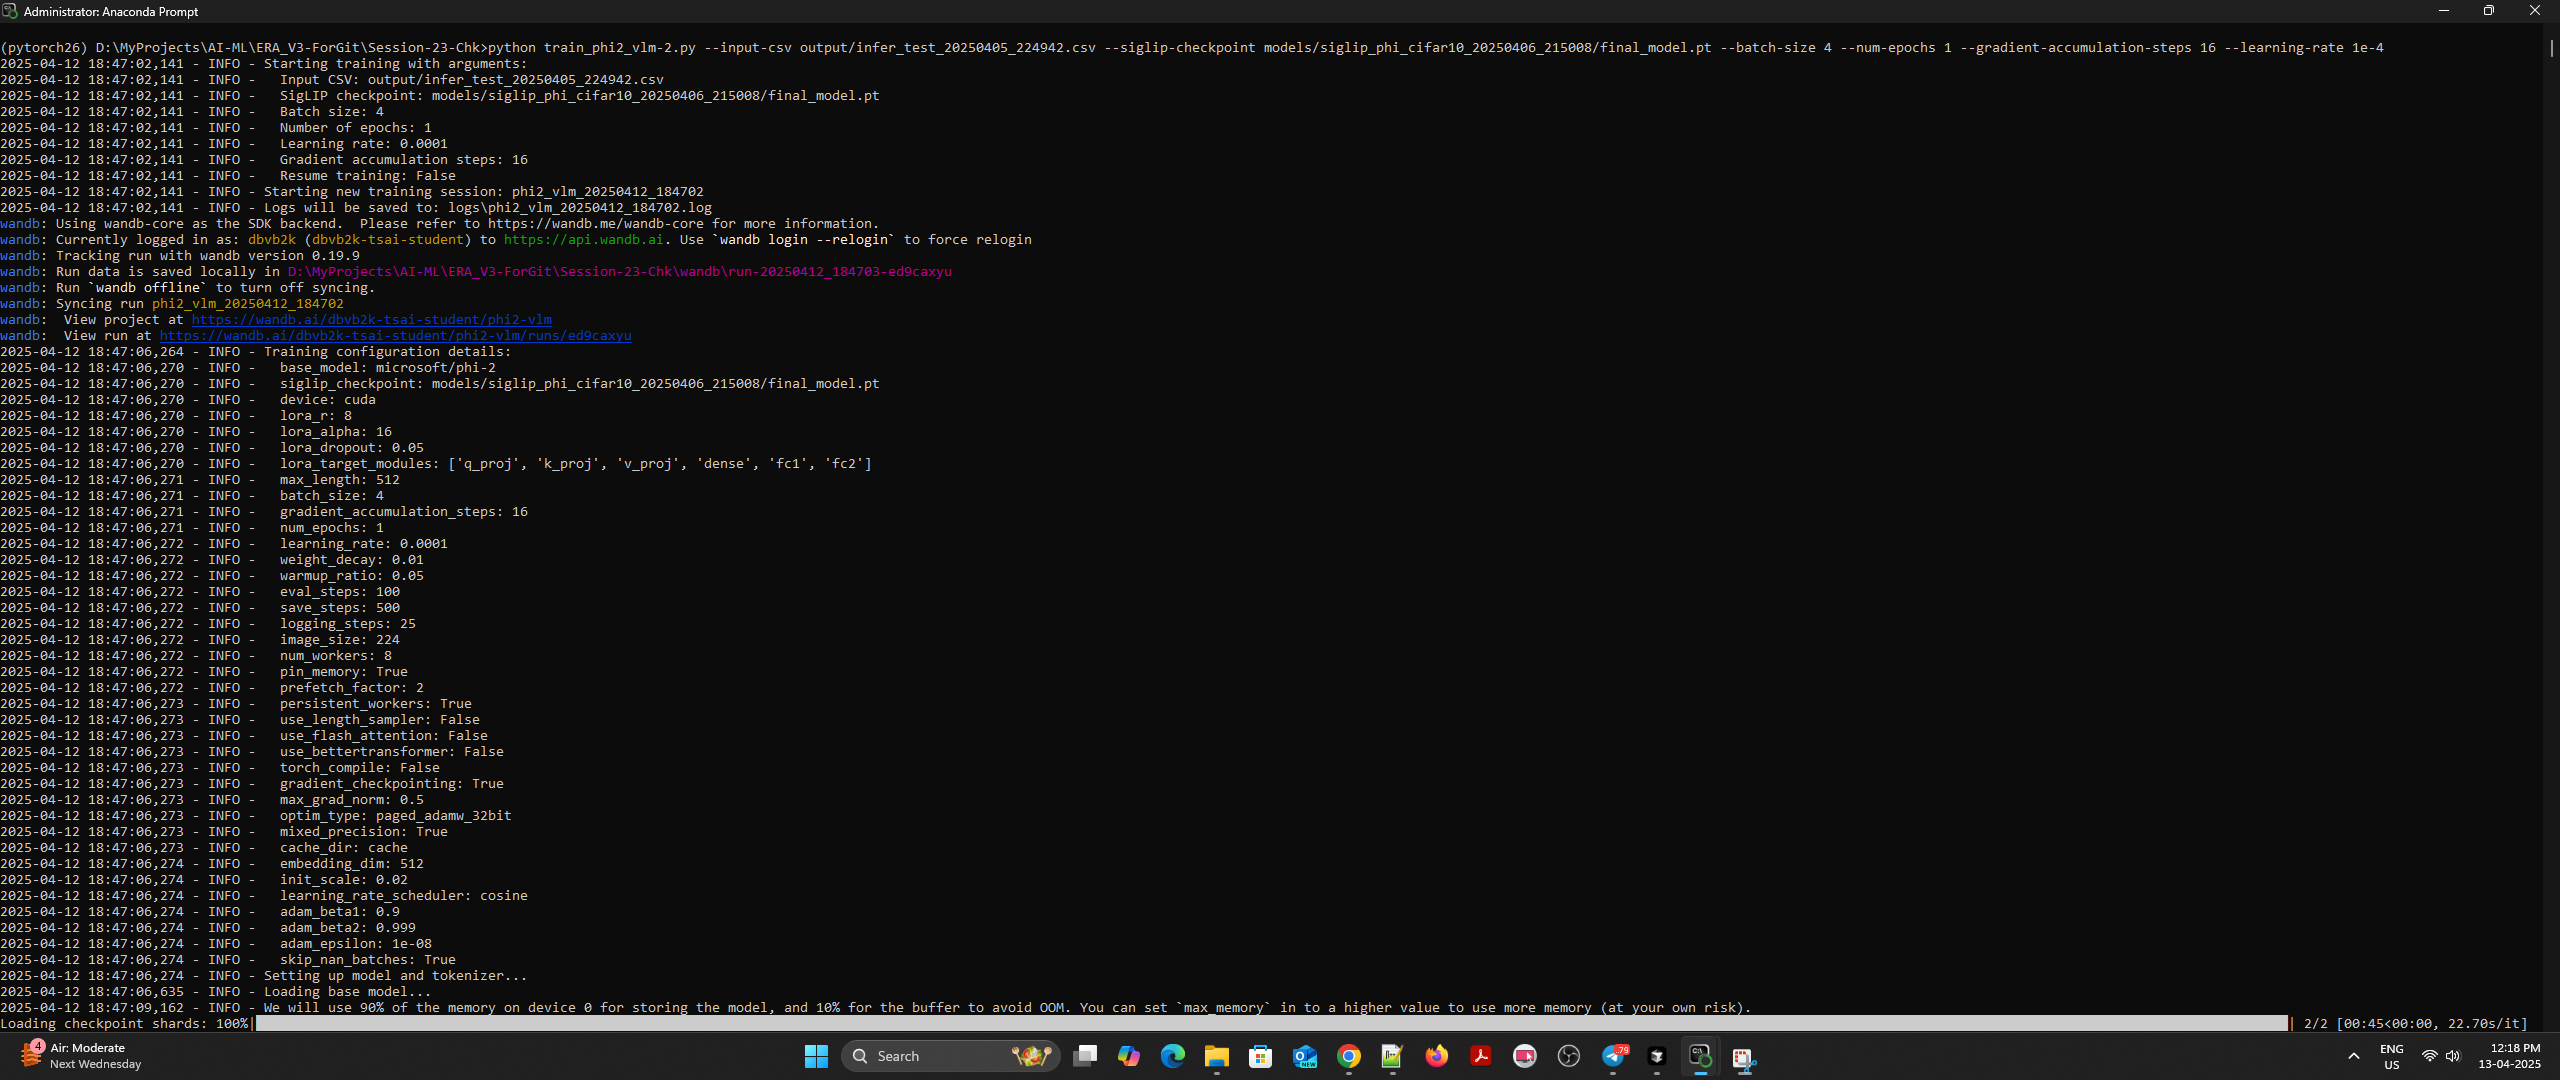 Administrator: Anaconda Prompt
(pytorch26) D:\MyProjects\AI-ML\ERA_V3-ForGit\Session-23-Chk>python train_phi2_vlm-2.py --input-csv output/infer_test_20250405_224942.csv --siglip-checkpoint models/siglip_phi_cifar10_20250406_215008/final_model.pt --batch-size 4 --num-epochs 1 --gradient-accumulation-steps 16 --learning-rate 1e-4
2025-04-12 18:47:02,141 - INFO - Starting training with arguments:
2025-04-12 18:47:02,141 - INFO -   Input CSV: output/infer_test_20250405_224942.csv
2025-04-12 18:47:02,141 - INFO -   SigLIP checkpoint: models/siglip_phi_cifar10_20250406_215008/final_model.pt
2025-04-12 18:47:02,141 - INFO -   Batch size: 4
2025-04-12 18:47:02,141 - INFO -   Number of epochs: 1
2025-04-12 18:47:02,141 - INFO -   Learning rate: 0.0001
2025-04-12 18:47:02,141 - INFO -   Gradient accumulation steps: 16
2025-04-12 18:47:02,141 - INFO -   Resume training: False
2025-04-12 18:47:02,141 - INFO - Starting new training session: phi2_vlm_20250412_184702
2025-04-12 18:47:02,141 - INFO - Logs will be saved to: logs\phi2_vlm_20250412_184702.log
wandb: Using wandb-core as the SDK backend.  Please refer to https://wandb.me/wandb-core for more information.
wandb: Currently logged in as: dbvb2k (dbvb2k-tsai-student) to https://api.wandb.ai. Use `wandb login --relogin` to force relogin
wandb: Tracking run with wandb version 0.19.9
wandb: Run data is saved locally in D:\MyProjects\AI-ML\ERA_V3-ForGit\Session-23-Chk\wandb\run-20250412_184703-ed9caxyu
wandb: Run `wandb offline` to turn off syncing.
wandb: Syncing run phi2_vlm_20250412_184702
wandb:  View project at https://wandb.ai/dbvb2k-tsai-student/phi2-vlm
wandb:  View run at https://wandb.ai/dbvb2k-tsai-student/phi2-vlm/runs/ed9caxyu
2025-04-12 18:47:06,264 - INFO - Training configuration details:
2025-04-12 18:47:06,270 - INFO -   base_model: microsoft/phi-2
2025-04-12 18:47:06,270 - INFO -   siglip_checkpoint: models/siglip_phi_cifar10_20250406_215008/final_model.pt
2025-04-12 18:47:06,270 - INFO -   device: cuda
2025-04-12 18:47:06,270 - INFO -   lora_r: 8
2025-04-12 18:47:06,270 - INFO -   lora_alpha: 16
2025-04-12 18:47:06,270 - INFO -   lora_dropout: 0.05
2025-04-12 18:47:06,270 - INFO -   lora_target_modules: ['q_proj', 'k_proj', 'v_proj', 'dense', 'fc1', 'fc2']
2025-04-12 18:47:06,271 - INFO -   max_length: 512
2025-04-12 18:47:06,271 - INFO -   batch_size: 4
2025-04-12 18:47:06,271 - INFO -   gradient_accumulation_steps: 16
2025-04-12 18:47:06,271 - INFO -   num_epochs: 1
2025-04-12 18:47:06,272 - INFO -   learning_rate: 0.0001
2025-04-12 18:47:06,272 - INFO -   weight_decay: 0.01
2025-04-12 18:47:06,272 - INFO -   warmup_ratio: 0.05
2025-04-12 18:47:06,272 - INFO -   eval_steps: 100
2025-04-12 18:47:06,272 - INFO -   save_steps: 500
2025-04-12 18:47:06,272 - INFO -   logging_steps: 25
2025-04-12 18:47:06,272 - INFO -   image_size: 224
2025-04-12 18:47:06,272 - INFO -   num_workers: 8
2025-04-12 18:47:06,272 - INFO -   pin_memory: True
2025-04-12 18:47:06,272 - INFO -   prefetch_factor: 2
2025-04-12 18:47:06,273 - INFO -   persistent_workers: True
2025-04-12 18:47:06,273 - INFO -   use_length_sampler: False
2025-04-12 18:47:06,273 - INFO -   use_flash_attention: False
2025-04-12 18:47:06,273 - INFO -   use_bettertransformer: False
2025-04-12 18:47:06,273 - INFO -   torch_compile: False
2025-04-12 18:47:06,273 - INFO -   gradient_checkpointing: True
2025-04-12 18:47:06,273 - INFO -   max_grad_norm: 0.5
2025-04-12 18:47:06,273 - INFO -   optim_type: paged_adamw_32bit
2025-04-12 18:47:06,273 - INFO -   mixed_precision: True
2025-04-12 18:47:06,273 - INFO -   cache_dir: cache
2025-04-12 18:47:06,274 - INFO -   embedding_dim: 512
2025-04-12 18:47:06,274 - INFO -   init_scale: 0.02
2025-04-12 18:47:06,274 - INFO -   learning_rate_scheduler: cosine
2025-04-12 18:47:06,274 - INFO -   adam_beta1: 0.9
2025-04-12 18:47:06,274 - INFO -   adam_beta2: 0.999
2025-04-12 18:47:06,274 - INFO -   adam_epsilon: 1e-08
2025-04-12 18:47:06,274 - INFO -   skip_nan_batches: True
2025-04-12 18:47:06,274 - INFO - Setting up model and tokenizer...
2025-04-12 18:47:06,635 - INFO - Loading base model...
2025-04-12 18:47:09,162 - INFO - We will use 90% of the memory on device 0 for storing the model, and 10% for the buffer to avoid OOM. You can set `max_memory` in to a higher value to use more memory (at your own risk).
Loading checkpoint shards: 100%| | 2/2 [00:45<00:00, 22.70s/it]
4
Air: Moderate
Next Wednesday
Search
NEW
79
ENG
US
12:18 PM
13-04-2025